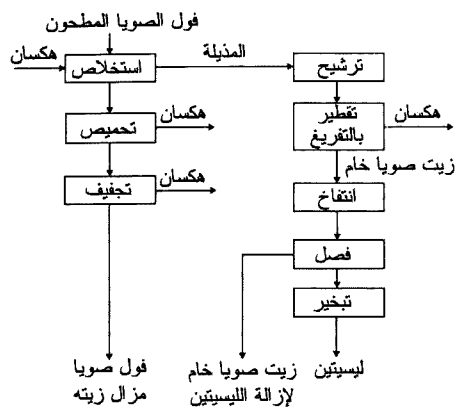 فول الصويا المطحون
هكسان
استخلاص
المذيلة
ترشيح
تحميص
هكسان
تقطير
بالتفريغ
هكسان
زيت صويا خام
تجفيف
هكسان
انتفاخ
فصل
تبخير
فول صويا
مزال زيته
زيت صويا خام
لإزالة الليسيتين
ليسيتين